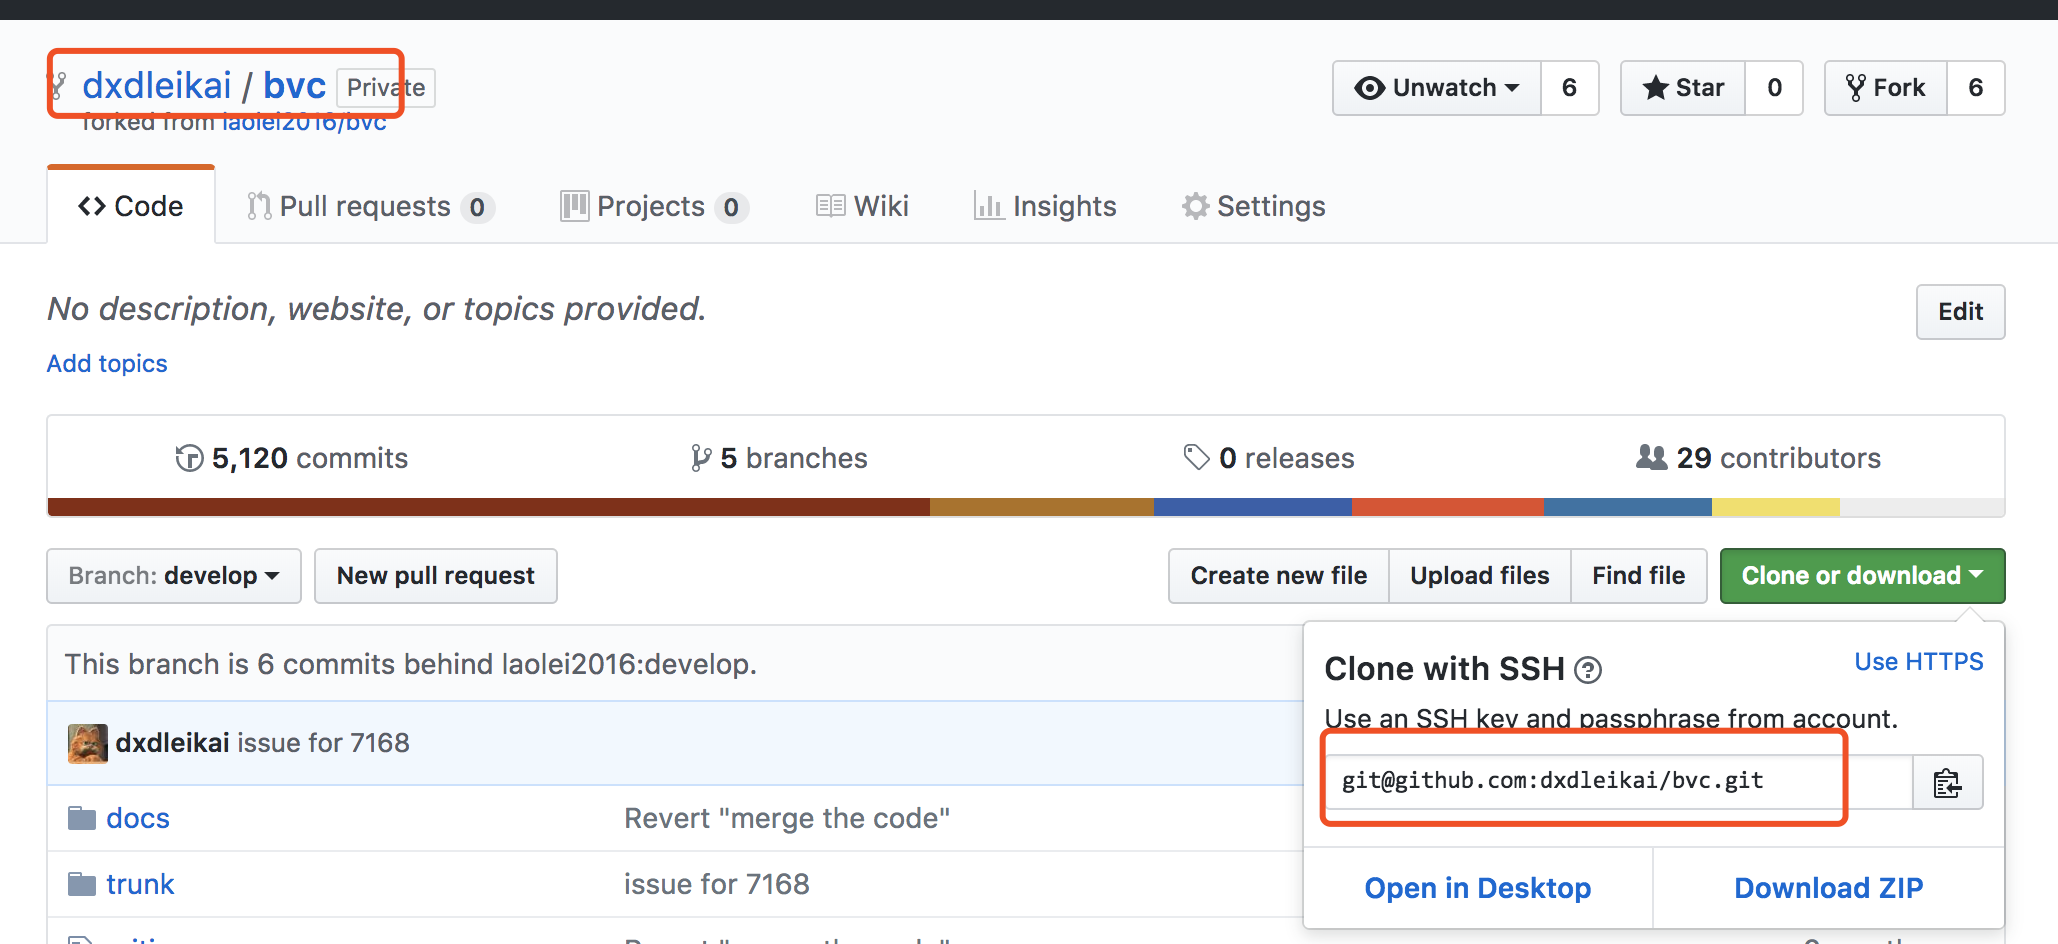 dxdleikai / bvc Private
Unwatch 6 Star 0 Fork 6
forked from laolei2016/bvc
Code Pull requests 0 Projects 0 Wiki Insights Settings
No description, website, or topics provided.
Edit
Add topics
5,120 commits 5 branches 0 releases 29 contributors
Branch: develop New pull request Create new file Upload files Find file Clone or download
This branch is 6 commits behind laolei2016:develop.
Clone with SSH ? Use HTTPS
Use an SSH key and passphrase from account.
dxdleikai issue for 7168
git@github.com:dxdleikai/bvc.git
docs Revert "merge the code"
trunk issue for 7168
Open in Desktop Download ZIP